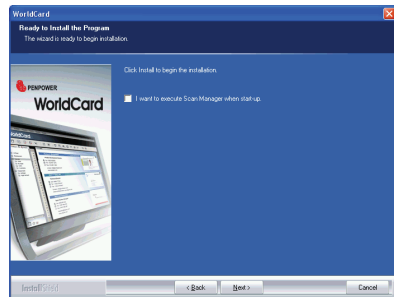 WorldCard
Ready to Install the Program
The wizard is ready to begin installation.
Click Install to begin the installation.
PENPOWER
WorldCard
I want to execute Scan Manager when start-up.
WorldCard
InstallShield
< Back
Next >
Cancel